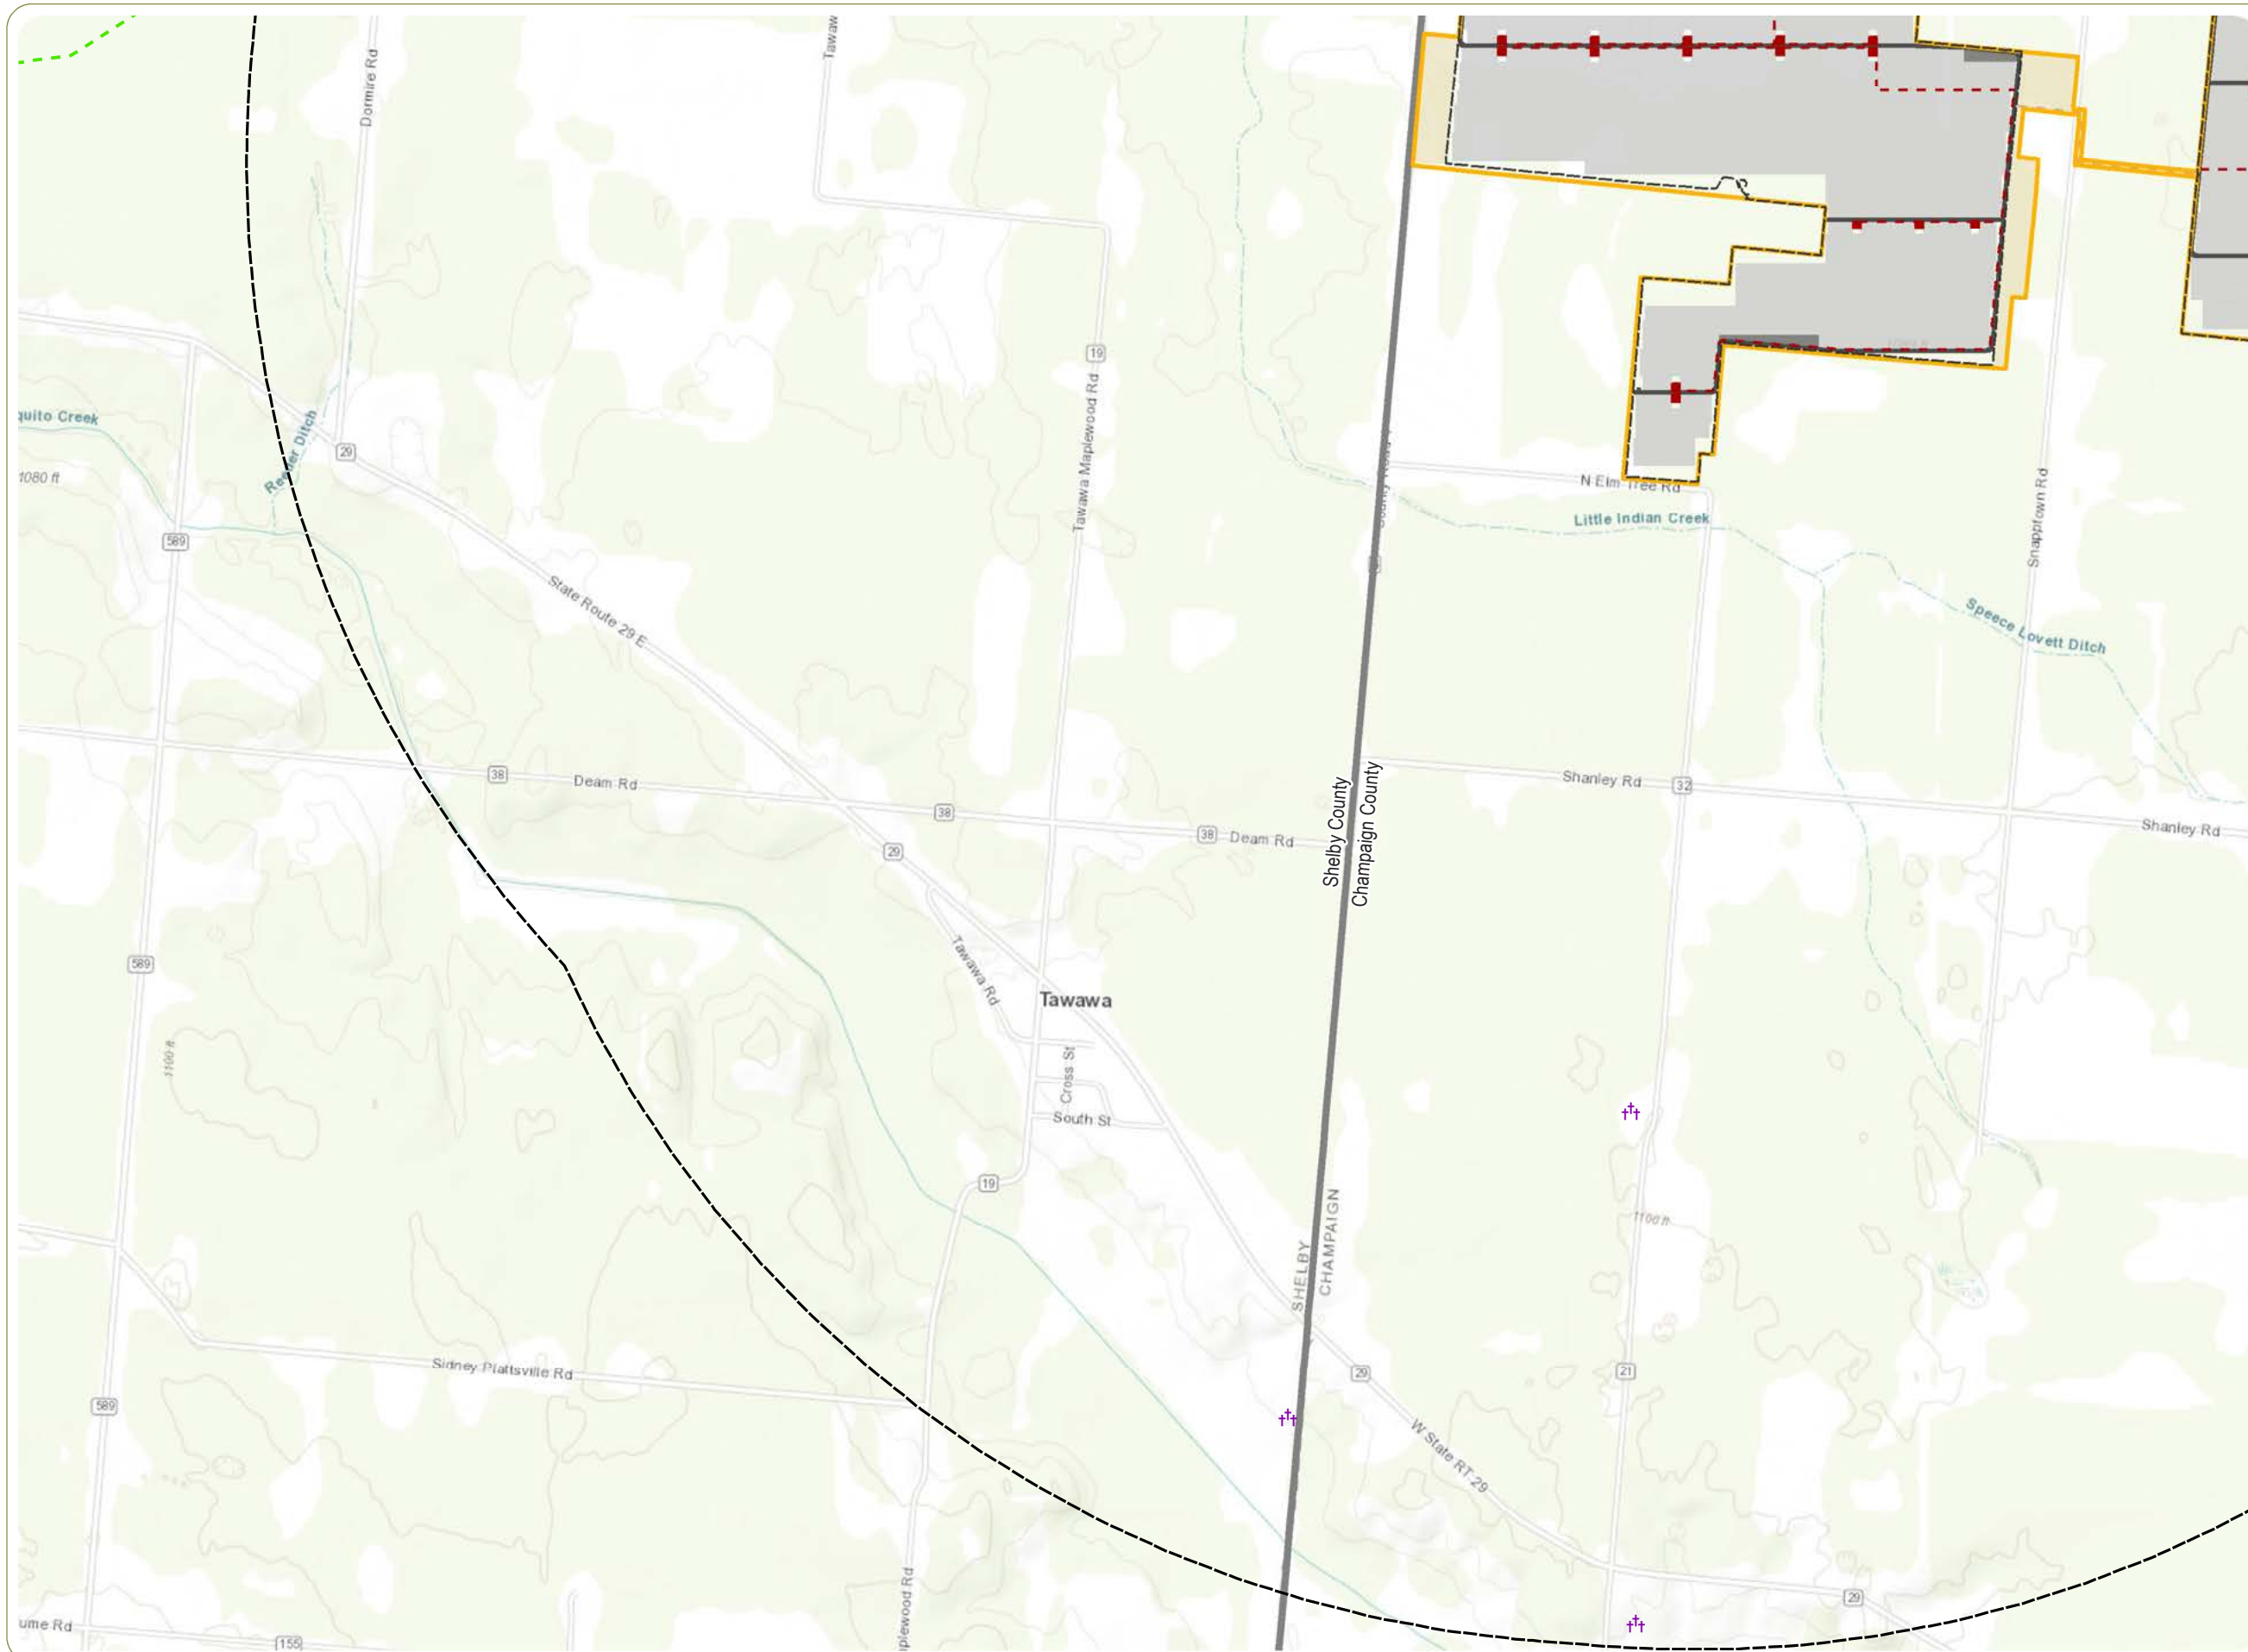 Tawaw
Dormire Rd
19
Tawawa Maplewood Rd
quito Creek
Reeder Ditch
29
1080 ft
N Elm Tree Rd
Little Indian Creek
Snapptown Rd
589
State Route 29 E
Speece Lovett Ditch
38
Deam Rd
38
38
Deam Rd
Shelby County
Champaign County
Shanley Rd
32
Shanley Rd
29
589
Tawawa Rd
Tawawa
1100 ft
Cross St
South St
19
1100 ft
SHELBY
CHAMPAIGN
Sidney Plattsville Rd
29
21
589
W State RT 29
29
plewood Rd
ume Rd
155